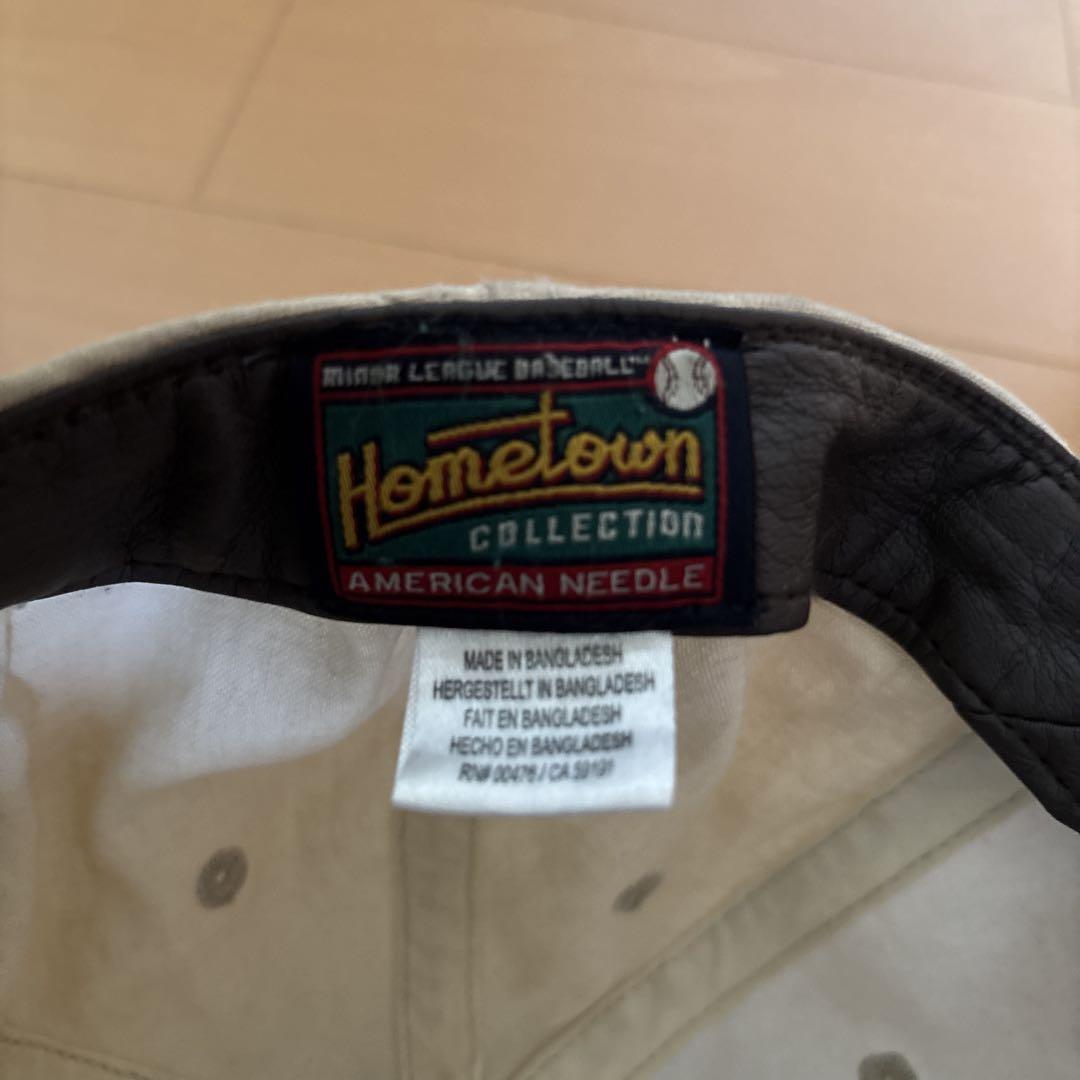 MINOR LEAGUE BASEBALL™
Hometown
COLLECTION
AMERICAN NEEDLE
MADE IN BANGLADESH
HERGESTELLT IN BANGLADESH
FAIT EN BANGLADESH
HECHO EN BANGLADESH
RN# 00476 / CA 59191